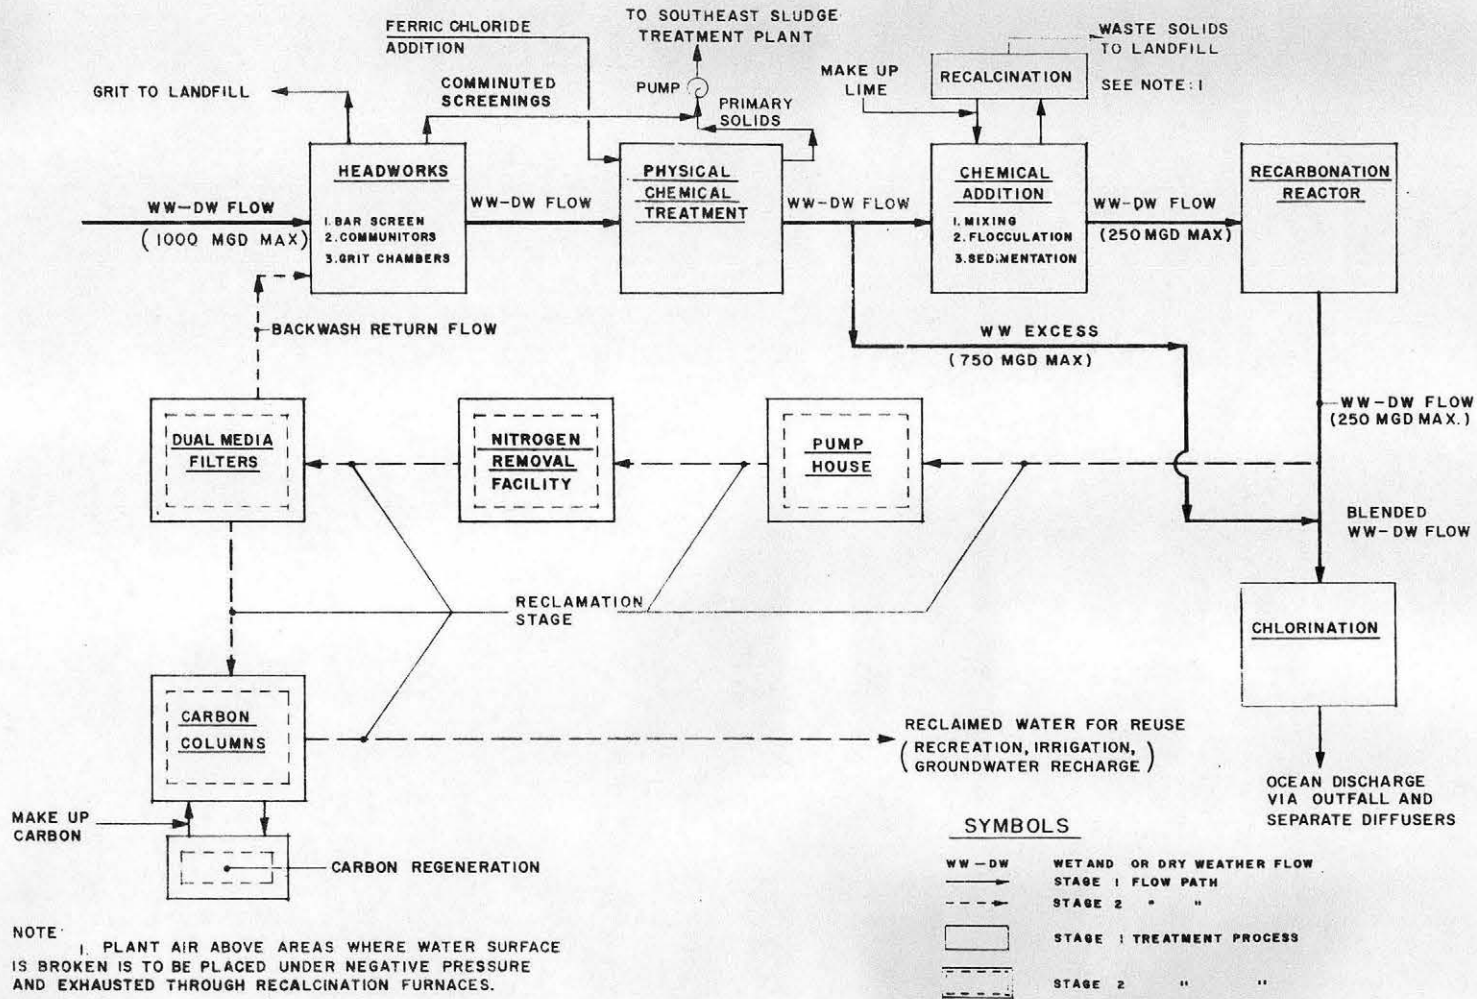 TO SOUTHEAST SLUDGE
TREATMENT PLANT
FERRIC CHLORIDE
ADDITION
WASTE SOLIDS
TO LANDFILL
SEE NOTE: 1
RECALCINATION
MAKE UP
LIME
GRIT TO LANDFILL
COMMINUTED
SCREENINGS
PUMP
PRIMARY
SOLIDS
HEADWORKS
1. BAR SCREEN
2. COMMUNITORS
3. GRIT CHAMBERS
PHYSICAL
CHEMICAL
TREATMENT
CHEMICAL
ADDITION
1. MIXING
2. FLOCCULATION
3. SEDIMENTATION
RECARBONATION
REACTOR
WW-DW FLOW
(1000 MGD MAX)
WW-DW FLOW
WW-DW FLOW
WW-DW FLOW
(250 MGD MAX)
BACKWASH RETURN FLOW
WW EXCESS
(750 MGD MAX)
WW-DW FLOW
(250 MGD MAX.)
DUAL MEDIA
FILTERS
NITROGEN
REMOVAL
FACILITY
PUMP
HOUSE
BLENDED
WW-DW FLOW
RECLAMATION
STAGE
CHLORINATION
CARBON
COLUMNS
RECLAIMED WATER FOR REUSE
(RECREATION, IRRIGATION,
GROUNDWATER RECHARGE)
OCEAN DISCHARGE
VIA OUTFALL AND
SEPARATE DIFFUSERS
MAKE UP
CARBON
CARBON REGENERATION
SYMBOLS
WW-DW WET AND OR DRY WEATHER FLOW
STAGE 1 FLOW PATH
STAGE 2 " "
STAGE 1 TREATMENT PROCESS
STAGE 2 " "
NOTE
1. PLANT AIR ABOVE AREAS WHERE WATER SURFACE
IS BROKEN IS TO BE PLACED UNDER NEGATIVE PRESSURE
AND EXHAUSTED THROUGH RECALCINATION FURNACES.